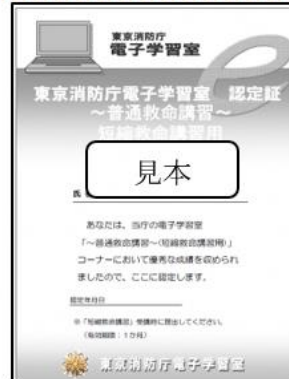 東京消防庁
電子学習室
東京消防庁電子学習室 認定証
~普通救命講習~
短縮救命講習用
見本
氏
あなたは、当庁の電子学習室
「~普通救命講習~(短縮救命講習用)」
コーナーにおいて優秀な成績を収められ
ましたので、ここに認定します。
認定年月日
※「短縮救命講習」受講時に提出してください。
(有効期間:1か月)
東京消防庁電子学習室